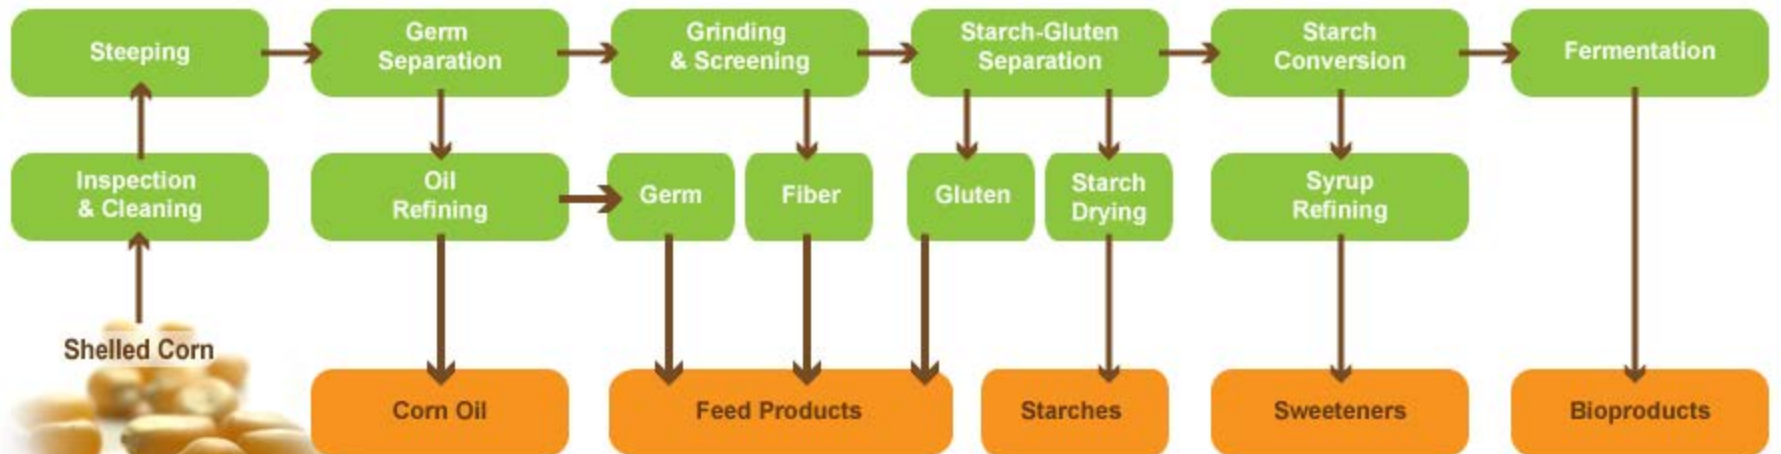 Steeping
Germ
Separation
Grinding
& Screening
Starch-Gluten
Separation
Starch
Conversion
Fermentation
Inspection
& Cleaning
Oil
Refining
Germ
Fiber
Gluten
Starch
Drying
Syrup
Refining
Shelled Corn
Corn Oil
Feed Products
Starches
Sweeteners
Bioproducts